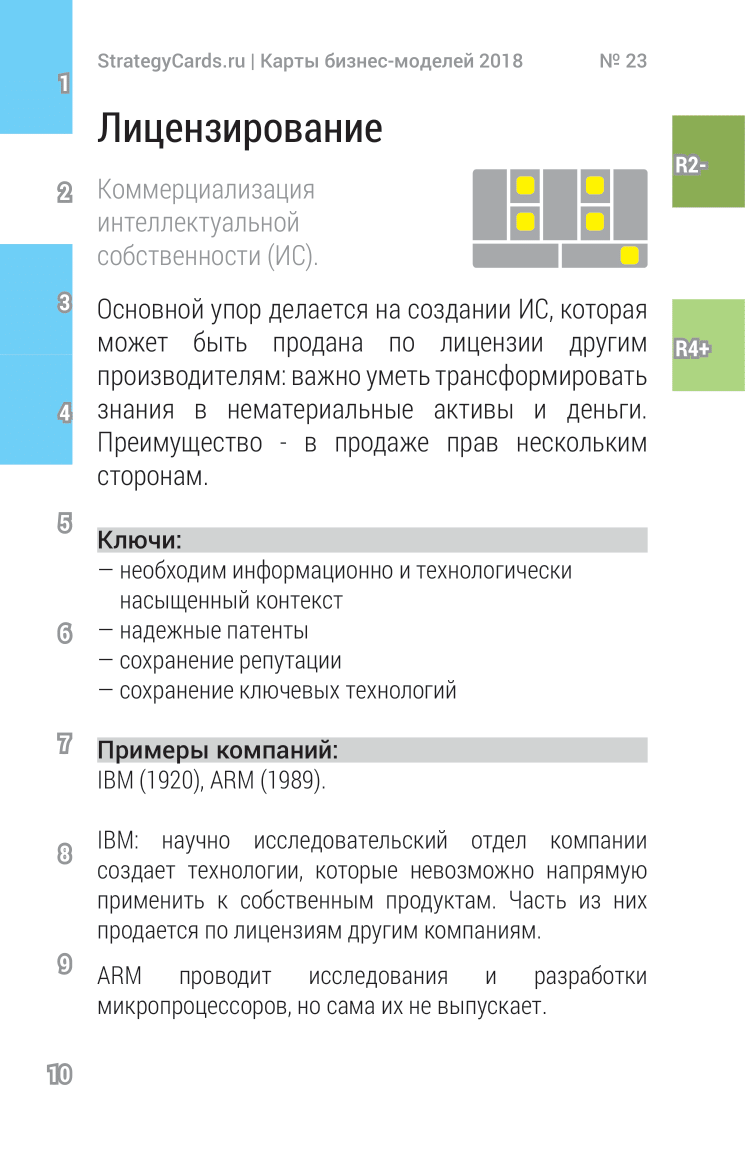 StrategyCards.ru | Карты бизнес-моделей 2018 № 23
1
Лицензирование
R2-
2
Коммерциализация
интеллектуальной
собственности (ИС).
3
Основной упор делается на создании ИС, которая
может быть продана по лицензии другим
R4+
производителям: важно уметь трансформировать
4
знания в нематериальные активы и деньги.
Преимущество - в продаже прав нескольким
сторонам.
5
Ключи:
— необходим информационно и технологически
насыщенный контекст
6
— надежные патенты
— сохранение репутации
— сохранение ключевых технологий
7
Примеры компаний:
IBM (1920), ARM (1989).
8
IBM: научно исследовательский отдел компании
создает технологии, которые невозможно напрямую
применить к собственным продуктам. Часть из них
продается по лицензиям другим компаниям.
9
ARM проводит исследования и разработки
микропроцессоров, но сама их не выпускает.
10